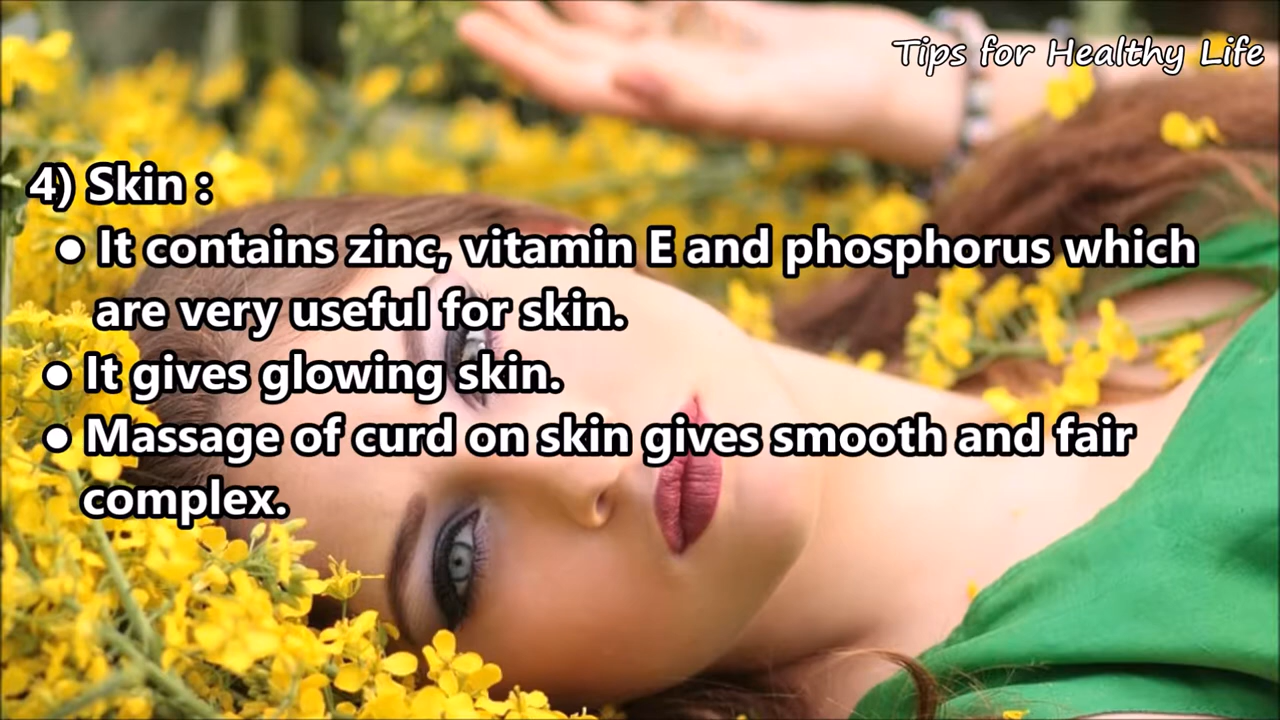 Tips for Healthy Life
4) Skin :
● It contains zinc, vitamin E and phosphorus which
are very useful for skin.
● It gives glowing skin.
● Massage of curd on skin gives smooth and fair
complex.